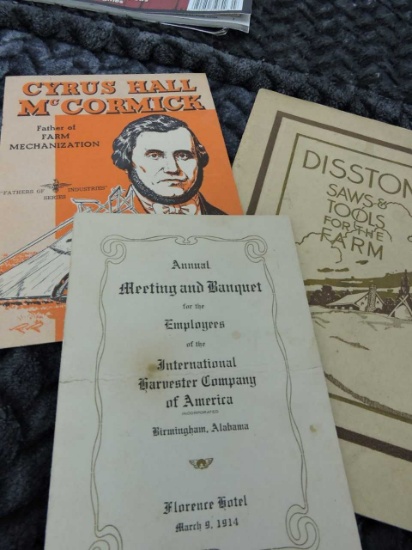 CYRUS HALL
McCORMICK
Father of
FARM
MECHANIZATION
"FATHERS OF INDUSTRIES"
SERIES
DISSTON
SAWS &
TOOLS
FOR THE
FARM
Annual
Meeting and Banquet
for the
Employees
of the
International
Harvester Company
of America
INCORPORATED
Birmingham, Alabama
Florence Hotel
March 9, 1914